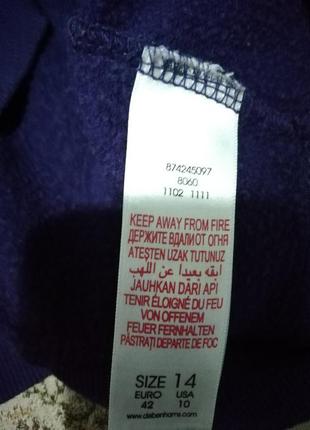 874245097
8060
1102 1111
KEEP AWAY FROM FIRE
ДЕРЖИТЕ ВДАЛИ ОТ ОГНЯ
ATEŞTEN UZAK TUTUNUZ
أبقه بعيدا عن اللهب
JAUHKAN DARI API
TENIR ÉLOIGNÉ DU FEU
VON OFFENEM
FEUER FERNHALTEN
PĂSTRAȚI DEPARTE DE FOC
SIZE 14
EURO USA
42 10
www.debenhams.com